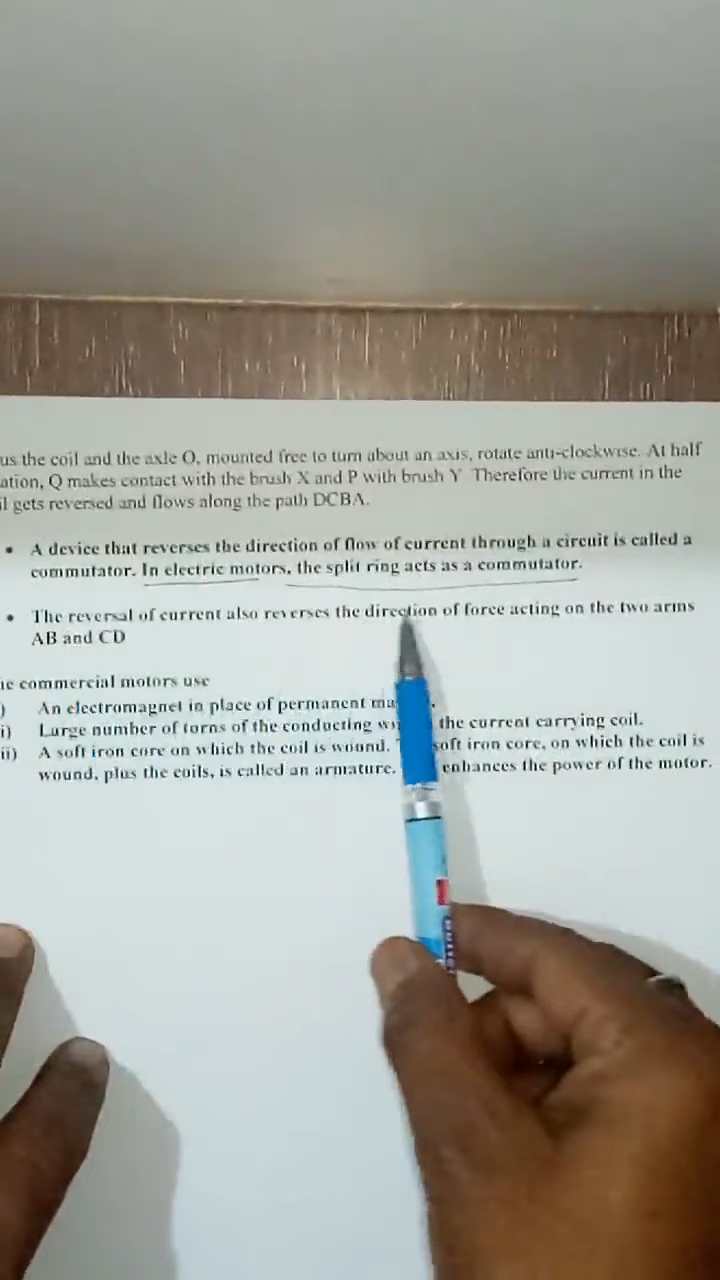 us the coil and the axle O, mounted free to turn about an axis, rotate anti-clockwise. At half
ation, Q makes contact with the brush X and P with brush Y Therefore the current in the
il gets reversed and flows along the path DCBA.
• A device that reverses the direction of flow of current through a circuit is called a
commutator. In electric motors, the split ring acts as a commutator.
• The reversal of current also reverses the direction of force acting on the two arms
AB and CD
ne commercial motors use
) An electromagnet in place of permanent ma .
i) Large number of turns of the conducting the current carrying coil.
ii) A soft iron core on which the coil is wound. soft iron core, on which the coil is
wound, plus the coils, is called an armature. enhances the power of the motor.